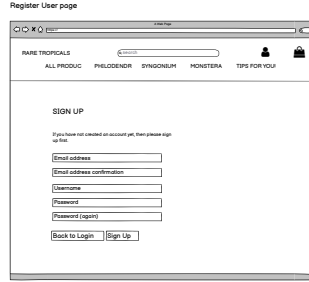 Register User page
A Web Page
RARE TROPICALS
search
ALL PRODUC PHILODENDR SYNGONIUM MONSTERA TIPS FOR YOU!
SIGN UP
If you have not created an account yet, then please sign
up first.
Email address
Email address confirmation
Username
Password
Password (again)
Back to Login Sign Up